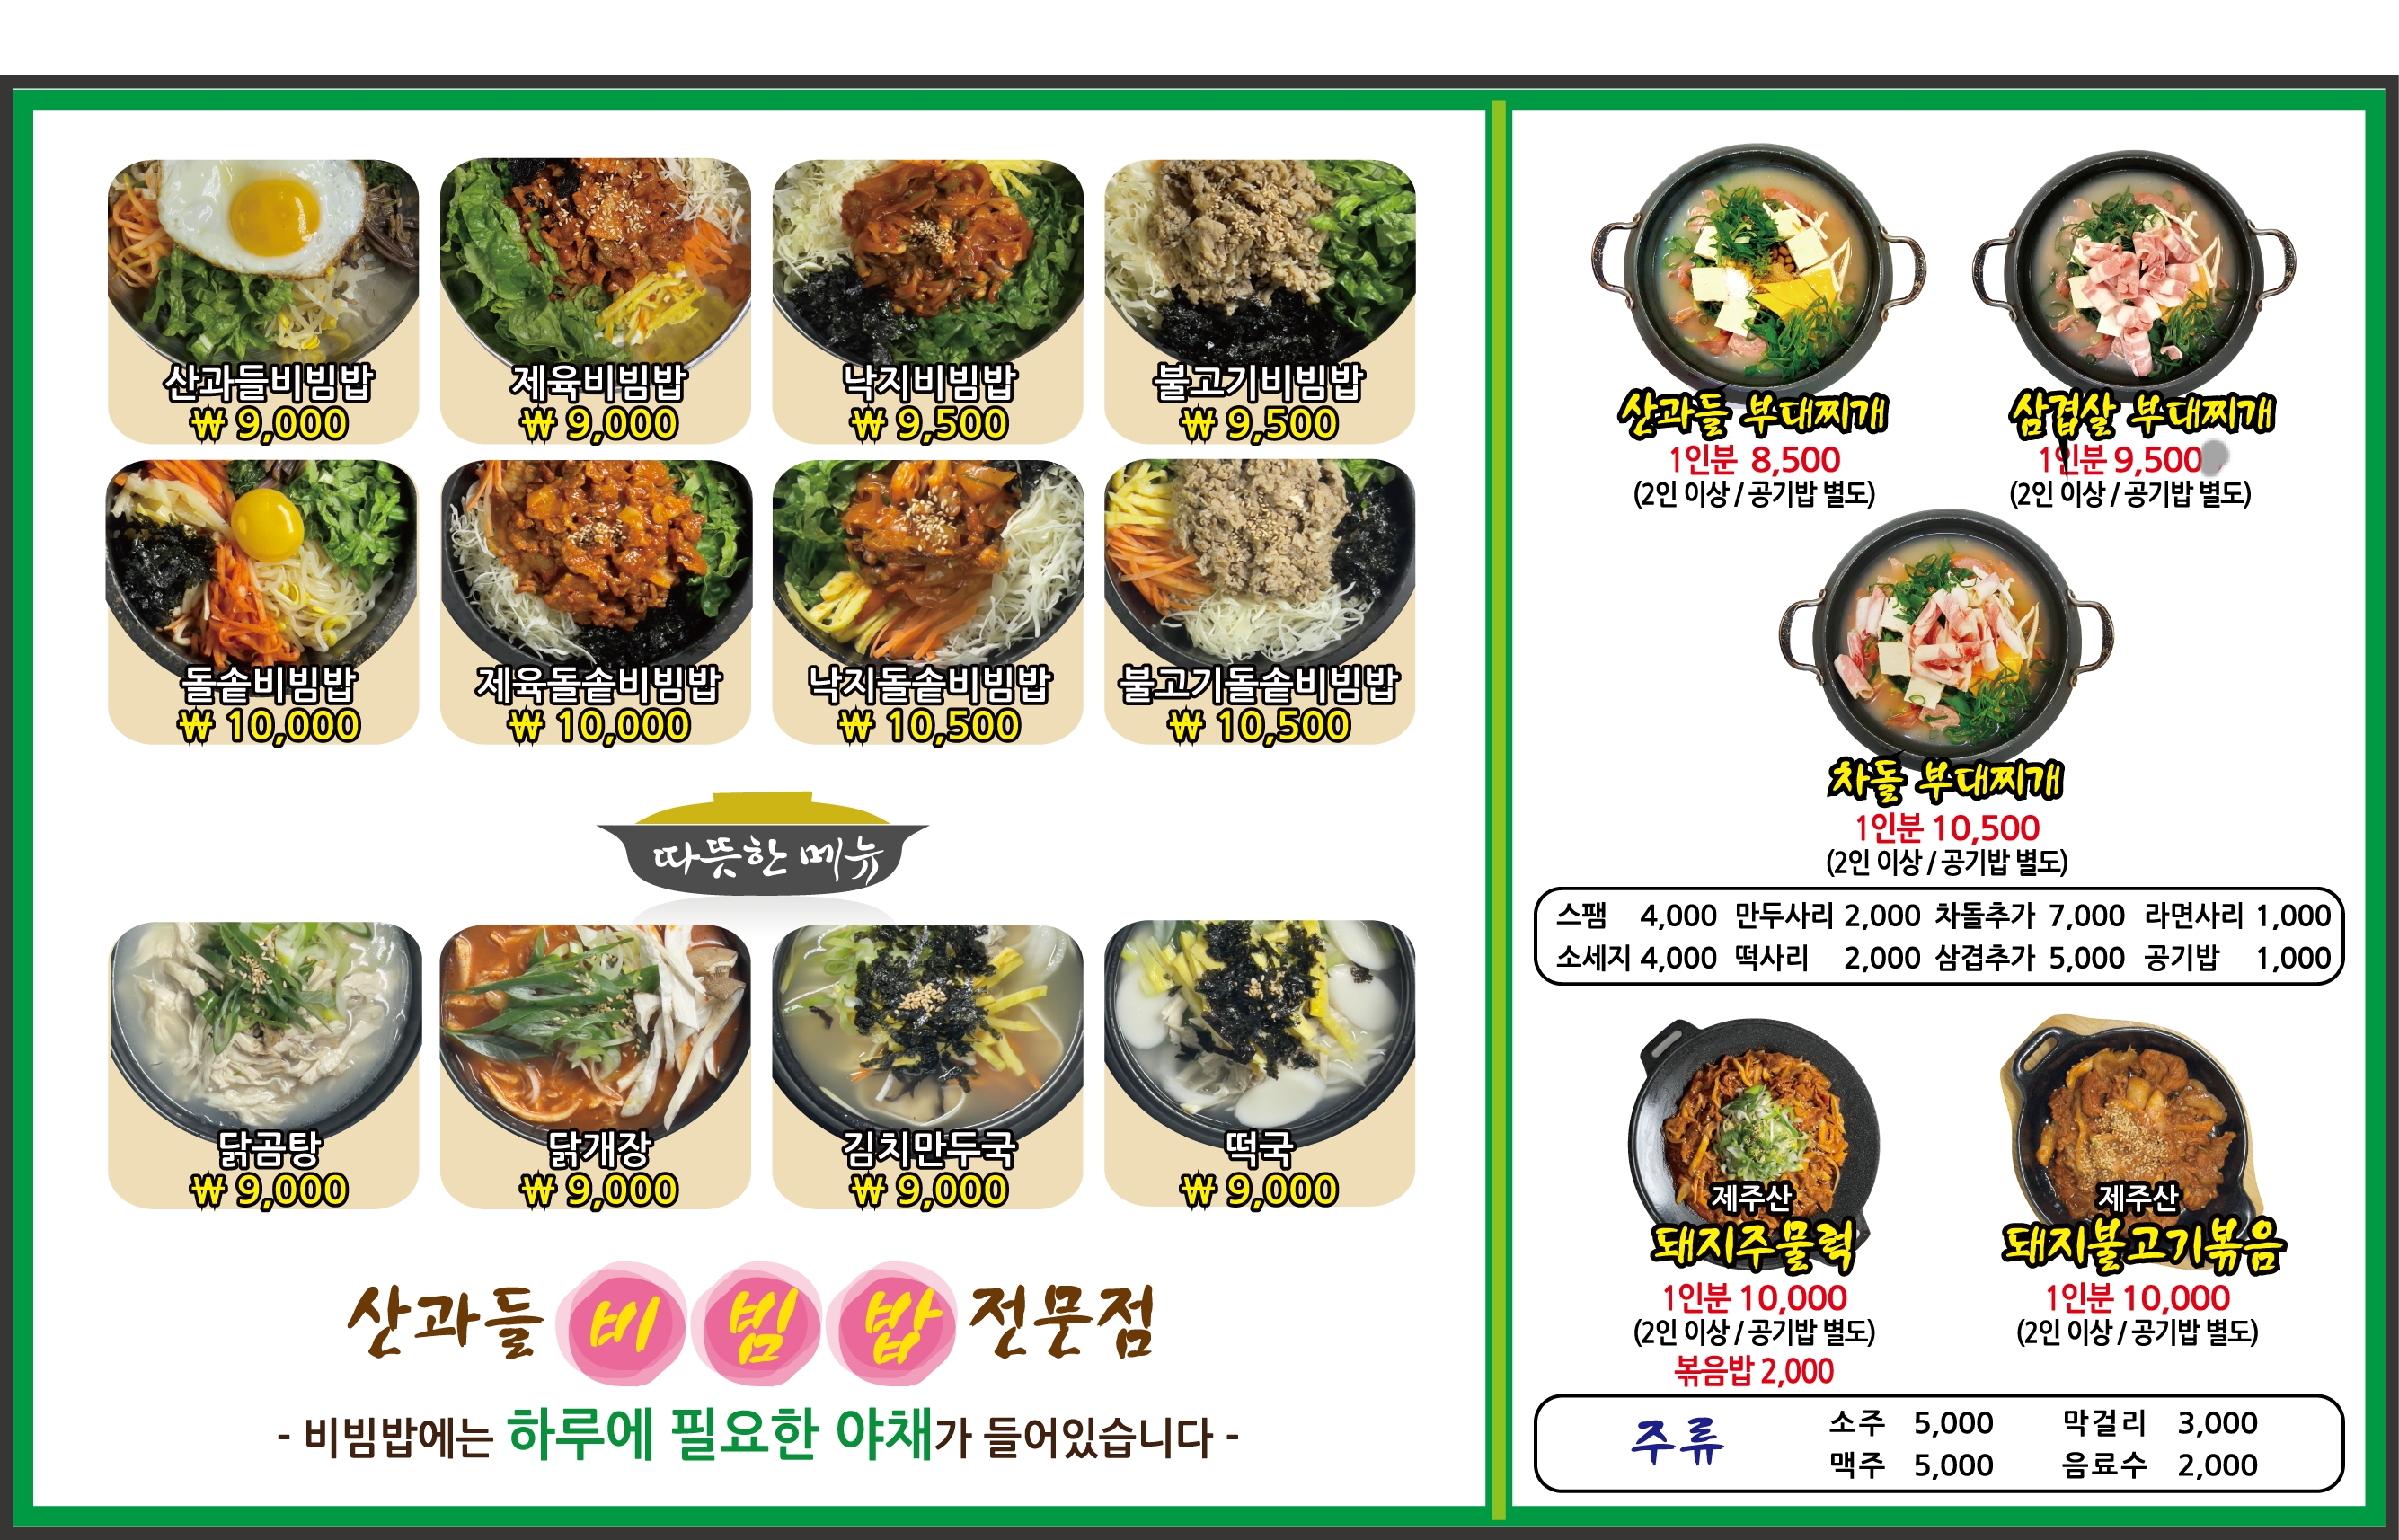 산과들비빔밥
₩ 9,000
제육비빔밥
₩ 9,000
낙지비빔밥
₩ 9,500
불고기비빔밥
₩ 9,500
돌솥비빔밥
₩ 10,000
제육돌솥비빔밥
₩ 10,000
낙지돌솥비빔밥
₩ 10,500
불고기돌솥비빔밥
₩ 10,500
따뜻한 메뉴
닭곰탕
₩ 9,000
닭개장
₩ 9,000
김치만두국
₩ 9,000
떡국
₩ 9,000
산과들 비빔밥 전문점
- 비빔밥에는 하루에 필요한 야채가 들어있습니다 -
산과들 부대찌개
1인분 8,500
(2인 이상 / 공기밥 별도)
삼겹살 부대찌개
1인분 9,500
(2인 이상 / 공기밥 별도)
차돌 부대찌개
1인분 10,500
(2인 이상 / 공기밥 별도)
스팸 4,000 만두사리 2,000 차돌추가 7,000 라면사리 1,000
소세지 4,000 떡사리 2,000 삼겹추가 5,000 공기밥 1,000
제주산
돼지주물럭
1인분 10,000
(2인 이상 / 공기밥 별도)
볶음밥 2,000
제주산
돼지불고기볶음
1인분 10,000
(2인 이상 / 공기밥 별도)
주류
소주 5,000 막걸리 3,000
맥주 5,000 음료수 2,000